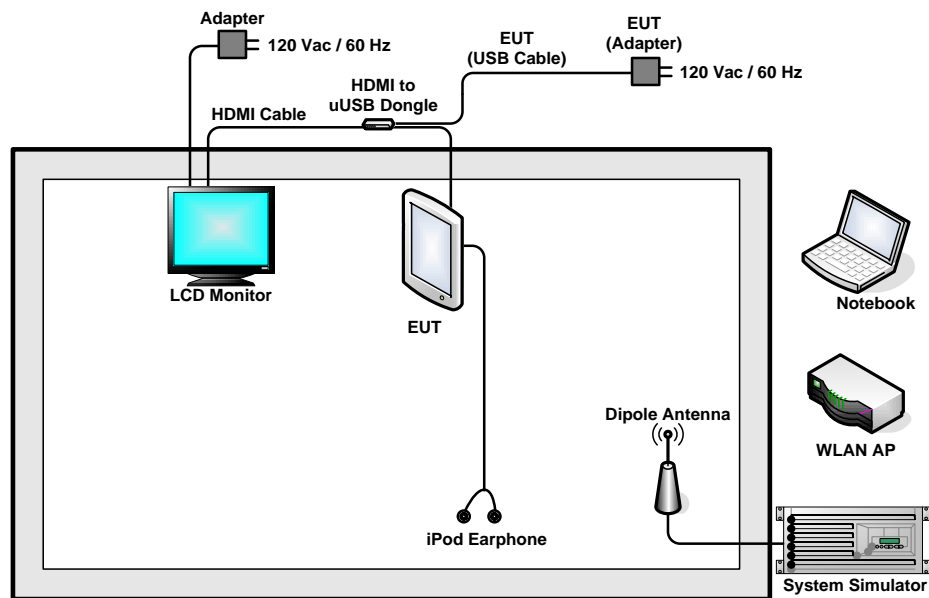 Adapter
120 Vac / 60 Hz
EUT
(USB Cable)
EUT
(Adapter)
120 Vac / 60 Hz
HDMI to
uUSB Dongle
HDMI Cable
LCD Monitor
EUT
Notebook
Dipole Antenna
WLAN AP
iPod Earphone
System Simulator